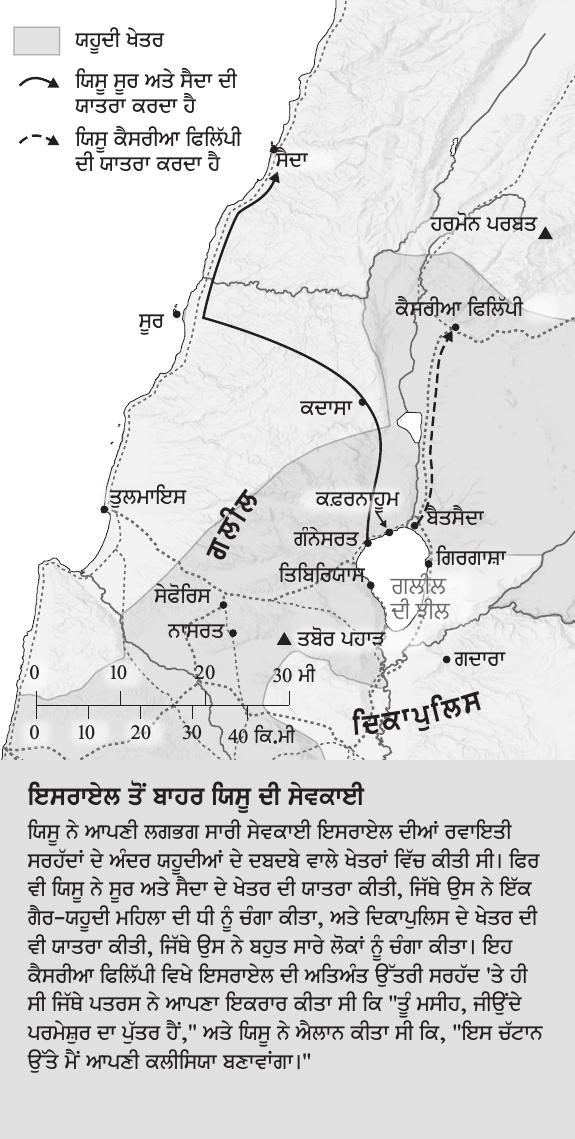 ਯਹੂਦੀ ਖੇਤਰ
ਯਿਸੂ ਸੂਰ ਅਤੇ ਸੈਦਾ ਦੀ
ਯਾਤਰਾ ਕਰਦਾ ਹੈ
ਯਿਸੂ ਕੈਸਰੀਆ ਫਿਲਿੱਪੀ
ਦੀ ਯਾਤਰਾ ਕਰਦਾ ਹੈ
ਸੈਦਾ
ਹਰਮੋਨ ਪਰਬਤ
ਕੈਸਰੀਆ ਫਿਲਿੱਪੀ
ਸੂਰ
ਕਦਾਸਾ
ਤੁਲਮਾਇਸ
ਗਲੀਲ
ਕਫ਼ਰਨਾਹੂਮ
ਬੈਤਸੈਦਾ
ਗੰਨੇਸਰਤ
ਗਿਰਗਾਸ਼ਾ
ਤਿਬਿਰਿਯਾਸ
ਗਲੀਲ
ਦੀ ਝੀਲ
ਸੇਫੋਰਿਸ
ਨਾਸਰਤ
ਤਬੋਰ ਪਹਾੜ
ਗਦਾਰਾ
0 10 20 30 ਮੀ
ਦਿਕਾਪੁਲਿਸ
0 10 20 30 40 ਕਿ.ਮੀ
ਇਸਰਾਏਲ ਤੋਂ ਬਾਹਰ ਯਿਸੂ ਦੀ ਸੇਵਕਾਈ
ਯਿਸੂ ਨੇ ਆਪਣੀ ਲਗਭਗ ਸਾਰੀ ਸੇਵਕਾਈ ਇਸਰਾਏਲ ਦੀਆਂ ਰਵਾਇਤੀ
ਸਰਹੱਦਾਂ ਦੇ ਅੰਦਰ ਯਹੂਦੀਆਂ ਦੇ ਦਬਦਬੇ ਵਾਲੇ ਖੇਤਰਾਂ ਵਿੱਚ ਕੀਤੀ ਸੀ। ਫਿਰ
ਵੀ ਯਿਸੂ ਨੇ ਸੂਰ ਅਤੇ ਸੈਦਾ ਦੇ ਖੇਤਰ ਦੀ ਯਾਤਰਾ ਕੀਤੀ, ਜਿੱਥੇ ਉਸ ਨੇ ਇੱਕ
ਗੈਰ-ਯਹੂਦੀ ਮਹਿਲਾ ਦੀ ਧੀ ਨੂੰ ਚੰਗਾ ਕੀਤਾ, ਅਤੇ ਦਿਕਾਪੁਲਿਸ ਦੇ ਖੇਤਰ ਦੀ
ਵੀ ਯਾਤਰਾ ਕੀਤੀ, ਜਿੱਥੇ ਉਸ ਨੇ ਬਹੁਤ ਸਾਰੇ ਲੋਕਾਂ ਨੂੰ ਚੰਗਾ ਕੀਤਾ। ਇਹ
ਕੈਸਰੀਆ ਫਿਲਿੱਪੀ ਵਿਖੇ ਇਸਰਾਏਲ ਦੀ ਅਤਿਅੰਤ ਉੱਤਰੀ ਸਰਹੱਦ 'ਤੇ ਹੀ
ਸੀ ਜਿੱਥੇ ਪਤਰਸ ਨੇ ਆਪਣਾ ਇਕਰਾਰ ਕੀਤਾ ਸੀ ਕਿ "ਤੂੰ ਮਸੀਹ, ਜੀਉਂਦੇ
ਪਰਮੇਸ਼ੁਰ ਦਾ ਪੁੱਤਰ ਹੈਂ," ਅਤੇ ਯਿਸੂ ਨੇ ਐਲਾਨ ਕੀਤਾ ਸੀ ਕਿ, "ਇਸ ਚੱਟਾਨ
ਉੱਤੇ ਮੈਂ ਆਪਣੀ ਕਲੀਸਿਯਾ ਬਣਾਵਾਂਗਾ।"